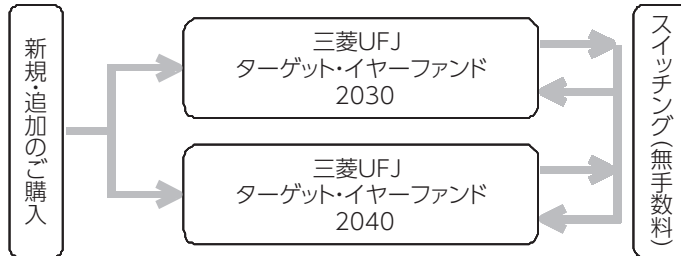 新規・追加のご購入
三菱UFJ
ターゲット・イヤーファンド
2030
三菱UFJ
ターゲット・イヤーファンド
2040
スイッチング(無手数料)